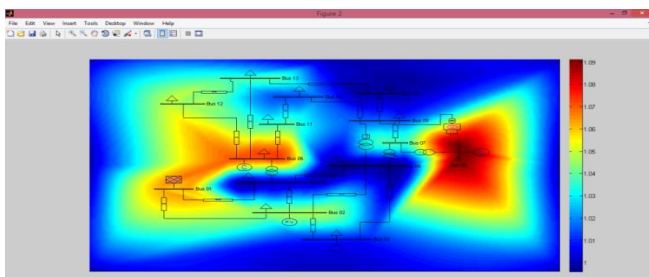 Figure 2
File Edit View Insert Tools Desktop Window Help
Bus 13
Bus 12
Bus 11
Bus 09
Bus 07
Bus 06
Bus 01
Bus 02
1.09
1.08
1.07
1.06
1.05
1.04
1.03
1.02
1.01
1